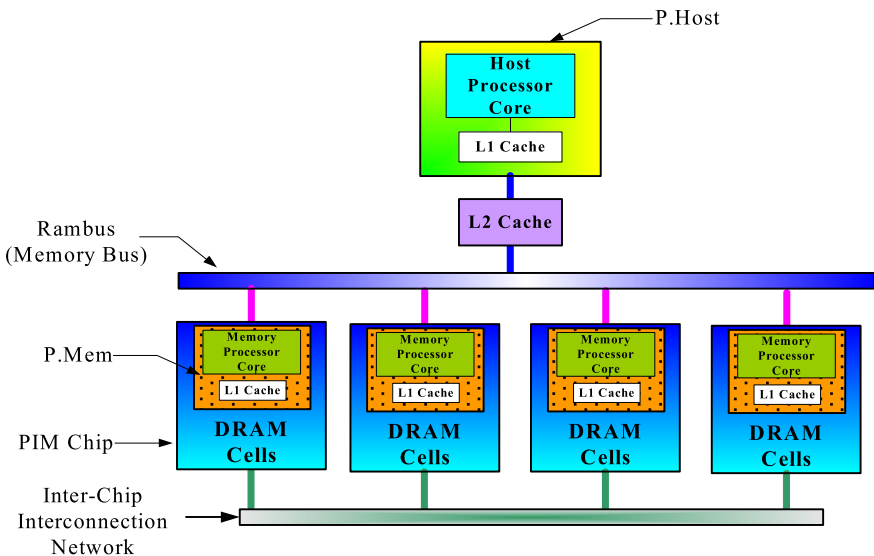 P.Host
Host
Processor
Core
L1 Cache
L2 Cache
Rambus
(Memory Bus)
P.Mem
PIM Chip
Memory
Processor
Core
L1 Cache
DRAM
Cells
Memory
Processor
Core
L1 Cache
DRAM
Cells
Memory
Processor
Core
L1 Cache
DRAM
Cells
Memory
Processor
Core
L1 Cache
DRAM
Cells
Inter-Chip
Interconnection
Network